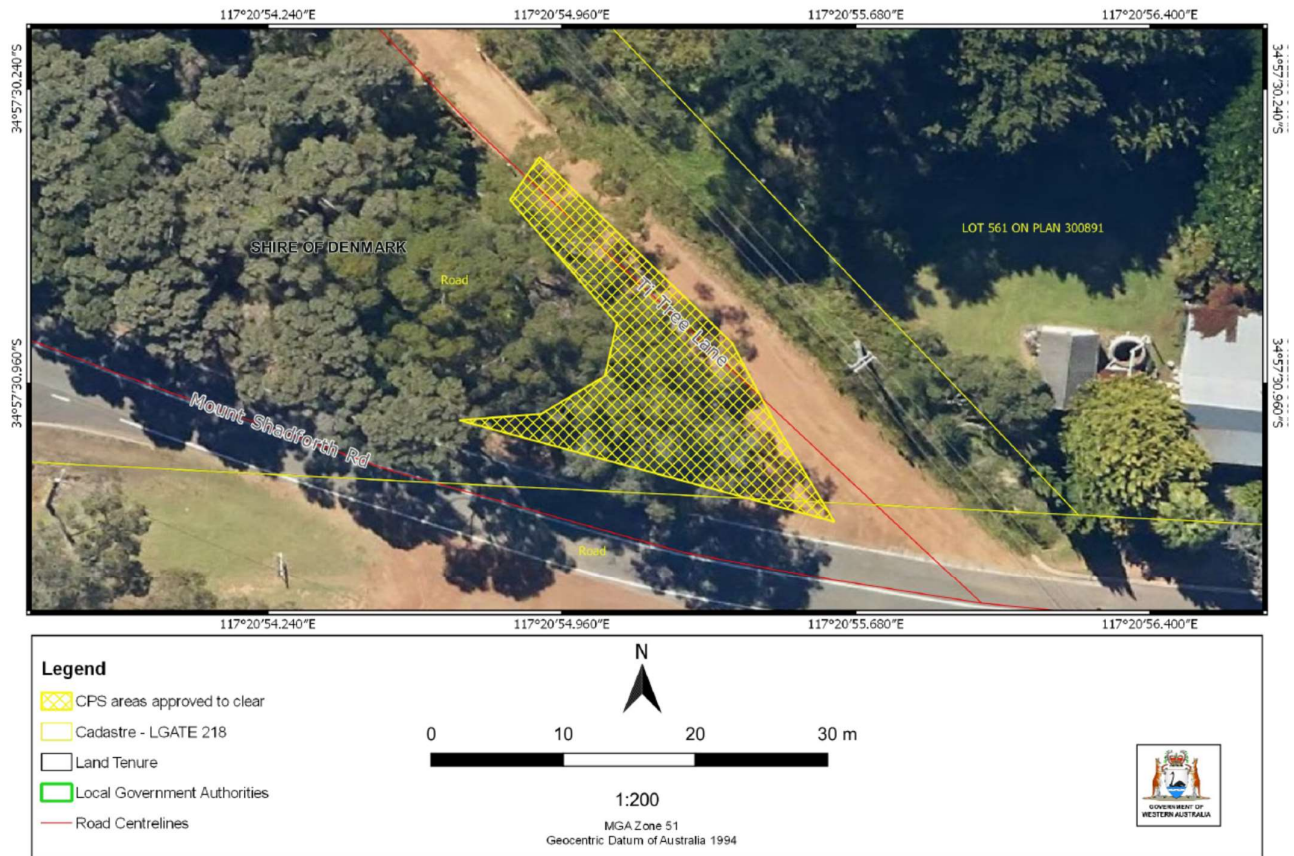 117°20'54.240"E 117°20'54.960"E 117°20'55.680"E 117°20'56.400"E
34°57'30.240"S
34°57'30.240"S
LOT 561 ON PLAN 300891
SHIRE OF DENMARK
Road
Ti Tree Lane
34°57'30.960"S
34°57'30.960"S
Mount Shadforth Rd
Road
117°20'54.240"E 117°20'54.960"E 117°20'55.680"E 117°20'56.400"E
Legend
CPS areas approved to clear
Cadastre - LGATE 218
Land Tenure
Local Government Authorities
Road Centrelines
N
0 10 20 30 m
1:200
MGA Zone 51
Geocentric Datum of Australia 1994
GOVERNMENT OF
WESTERN AUSTRALIA